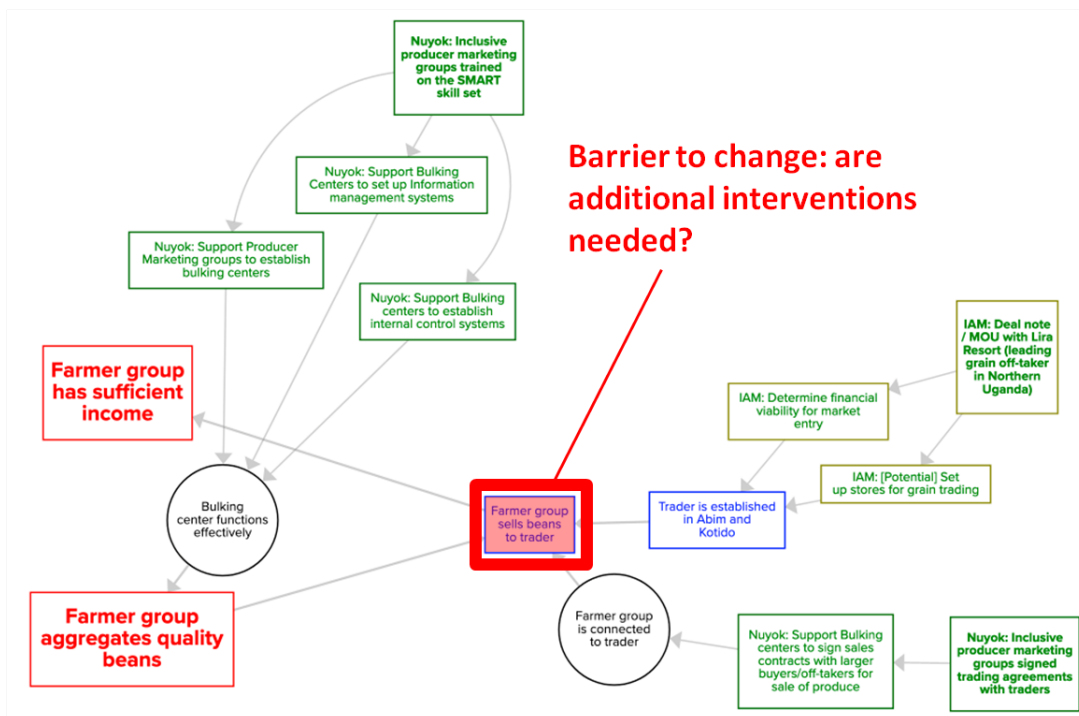 Nuyok: Inclusive
producer marketing
groups trained
on the SMART
skill set
Barrier to change: are
additional interventions
needed?
Nuyok: Support Bulking
Centers to set up Information
management systems
Nuyok: Support Producer
Marketing groups to establish
bulking centers
Nuyok: Support Bulking
centers to establish
internal control systems
IAM: Deal note
/ MOU with Lira
Resort (leading
grain off-taker
in Northern
Uganda)
Farmer group
has sufficient
income
IAM: Determine financial
viability for market
entry
IAM: [Potential] Set
up stores for grain trading
Bulking
center functions
effectively
Farmer group
sells beans
to trader
Trader is established
in Abim and
Kotido
Farmer group
aggregates quality
beans
Farmer group
is connected
to trader
Nuyok: Support Bulking
centers to sign sales
contracts with larger
buyers/off-takers for
sale of produce
Nuyok: Inclusive
producer marketing
groups signed
trading agreements
with traders